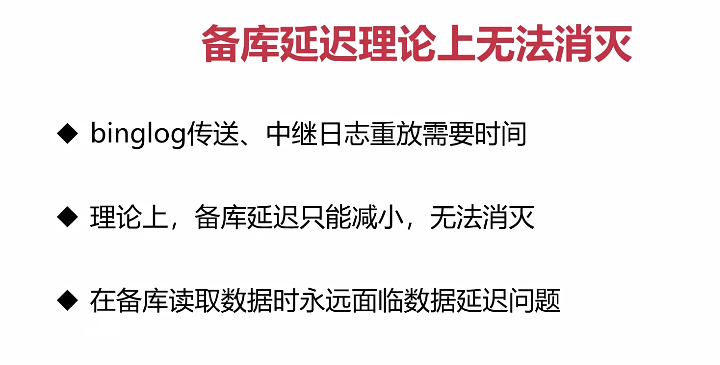 备库延迟理论上无法消灭
◆ binglog传送、中继日志重放需要时间
◆ 理论上，备库延迟只能减小，无法消灭
◆ 在备库读取数据时永远面临数据延迟问题